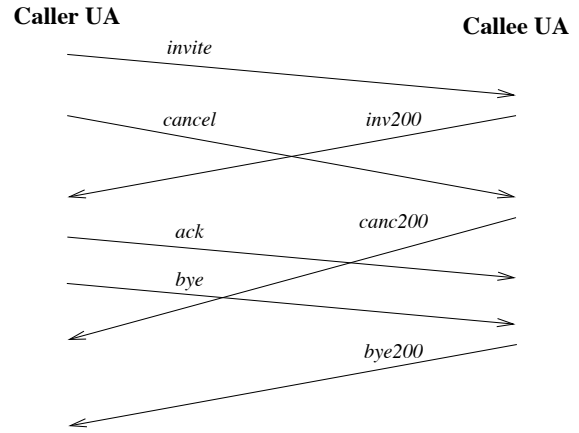 Caller UA
Callee UA
invite
cancel
inv200
canc200
ack
bye
bye200